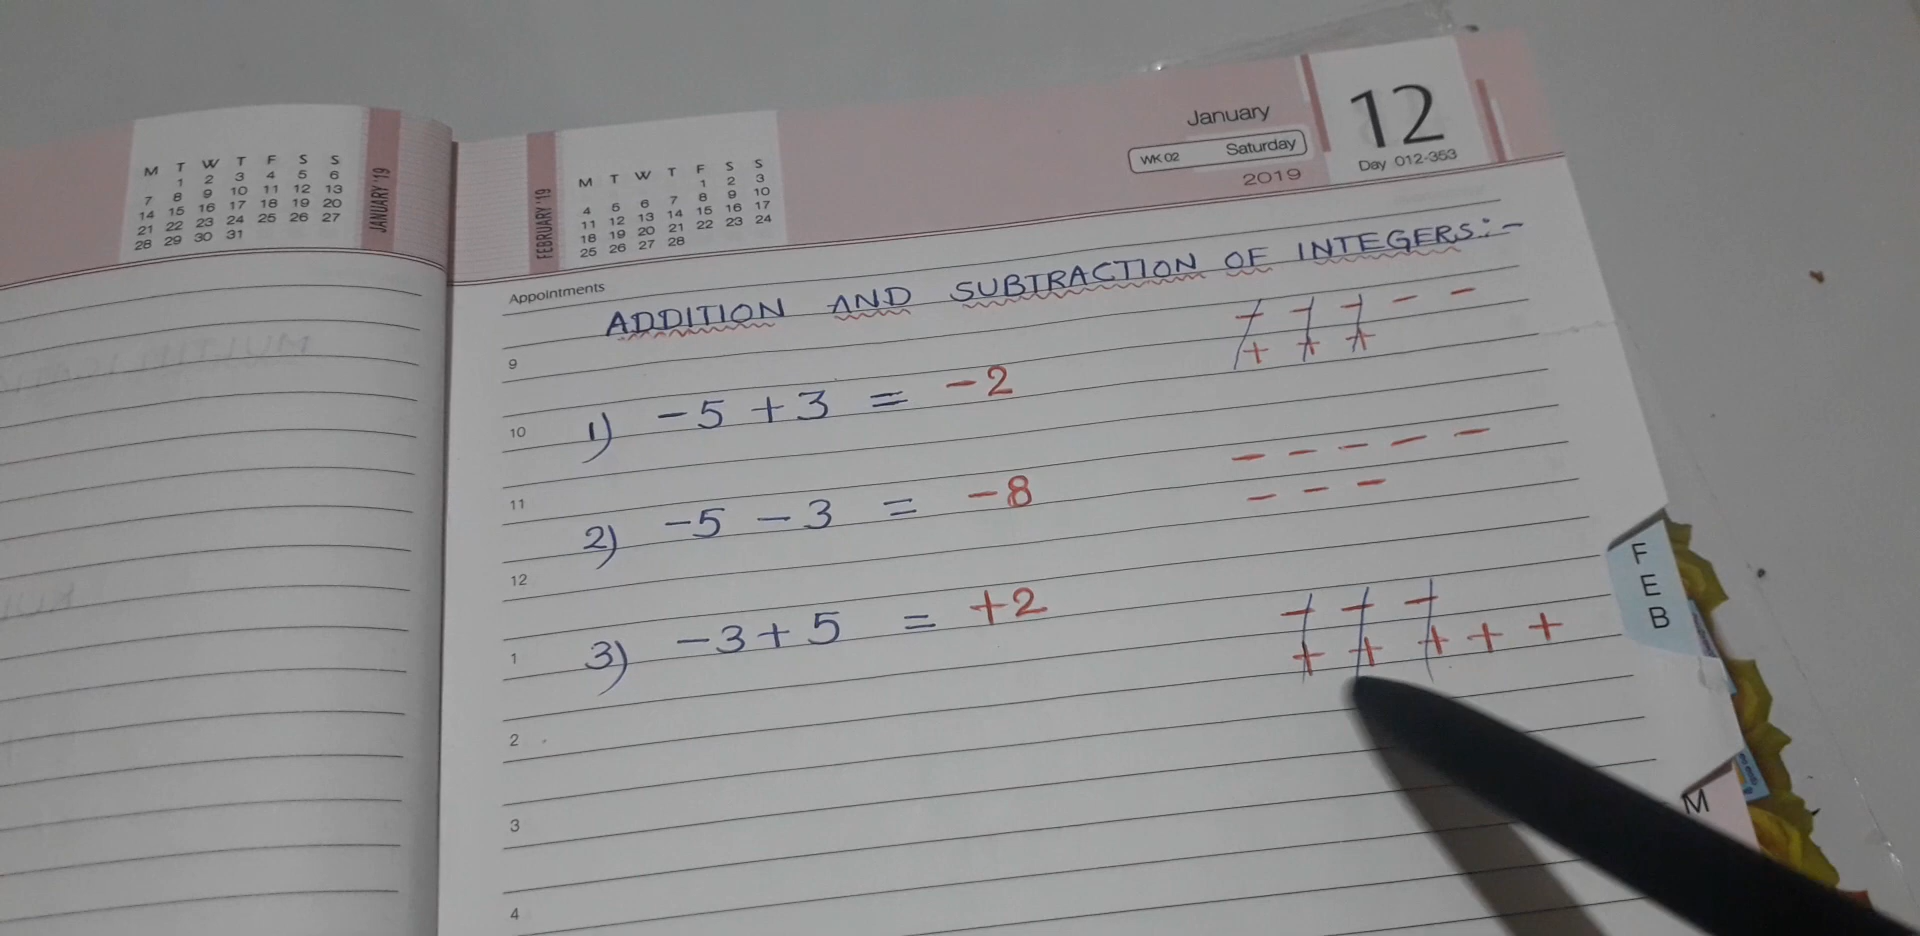 M T W T F S S
1 2 3 4 5 6
7 8 9 10 11 12 13
14 15 16 17 18 19 20
21 22 23 24 25 26 27
28 29 30 31
JANUARY '19
FEBRUARY '19
M T W T F S S
1 2 3
4 5 6 7 8 9 10
11 12 13 14 15 16 17
18 19 20 21 22 23 24
25 26 27 28
January
WK 02 Saturday
2019
12
Day 012-353
Appointments
ADDITION AND SUBTRACTION OF INTEGERS:-
− − − − −
+ + +
9
10
1) -5 + 3 = -2
− − − − −
− − −
11
2) -5 - 3 = -8
12
− − −
+ + + + +
1
3) -3 + 5 = +2
2
3
4
FEB
M